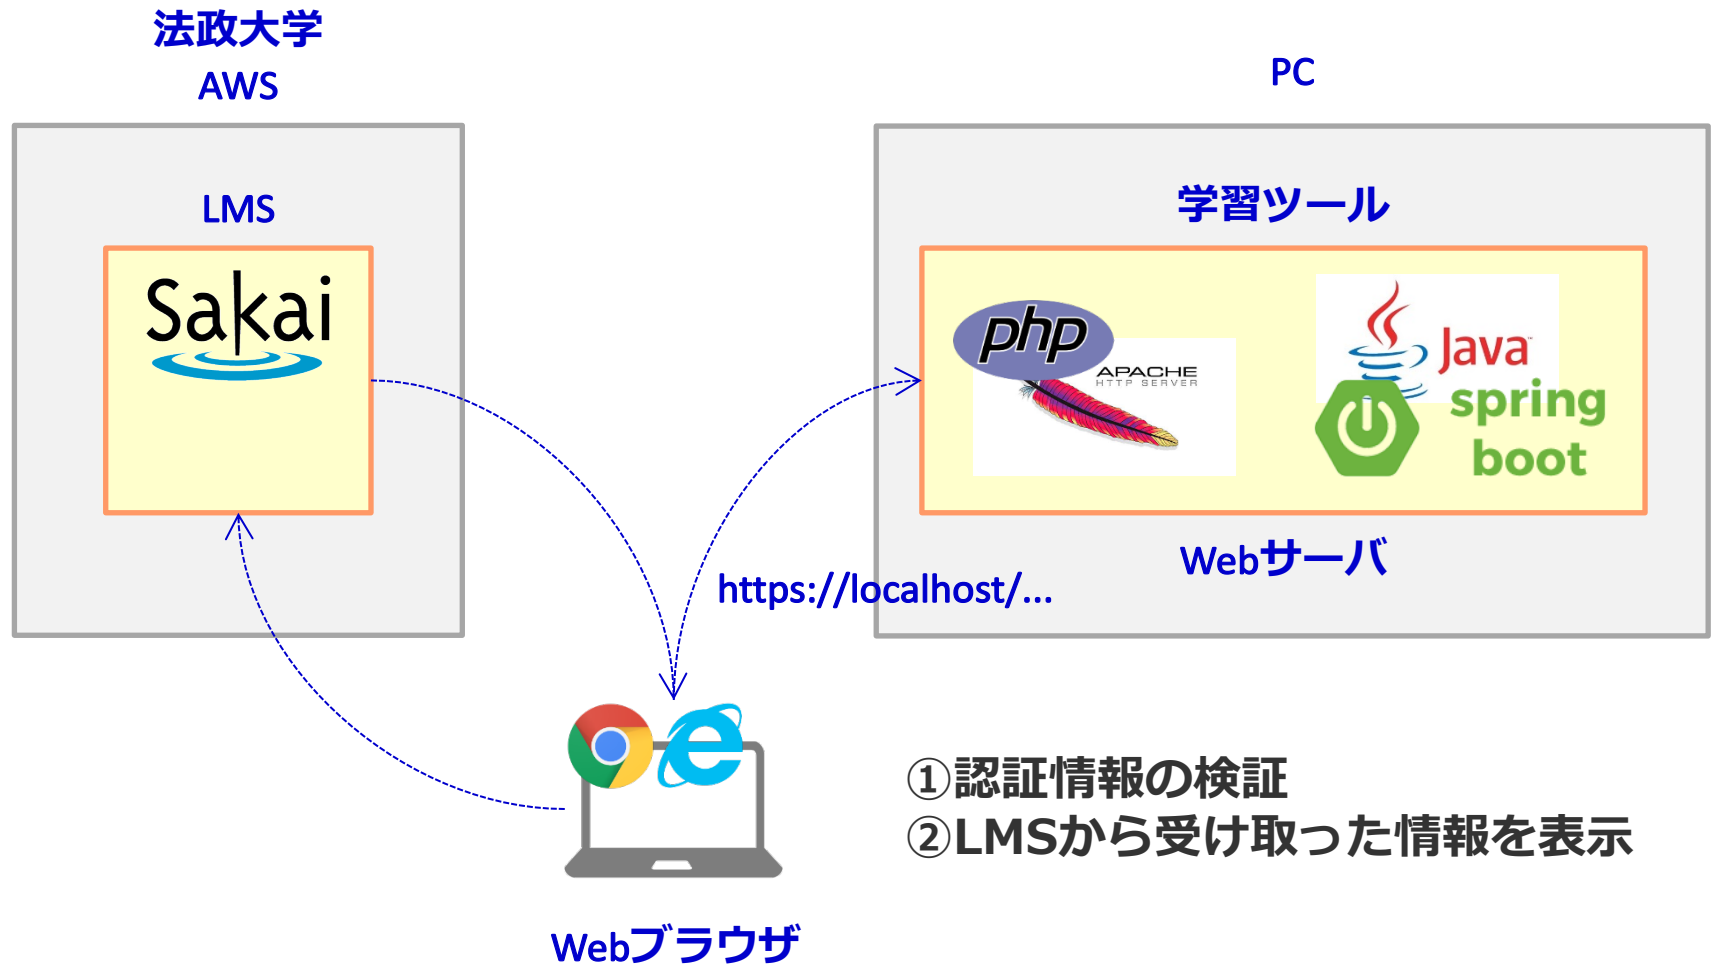 法政大学
AWS
LMS
Sakai
PC
学習ツール
php
APACHE
HTTP SERVER
Java™
spring
boot
Webサーバ
https://localhost/...
①認証情報の検証
②LMSから受け取った情報を表示
Webブラウザ